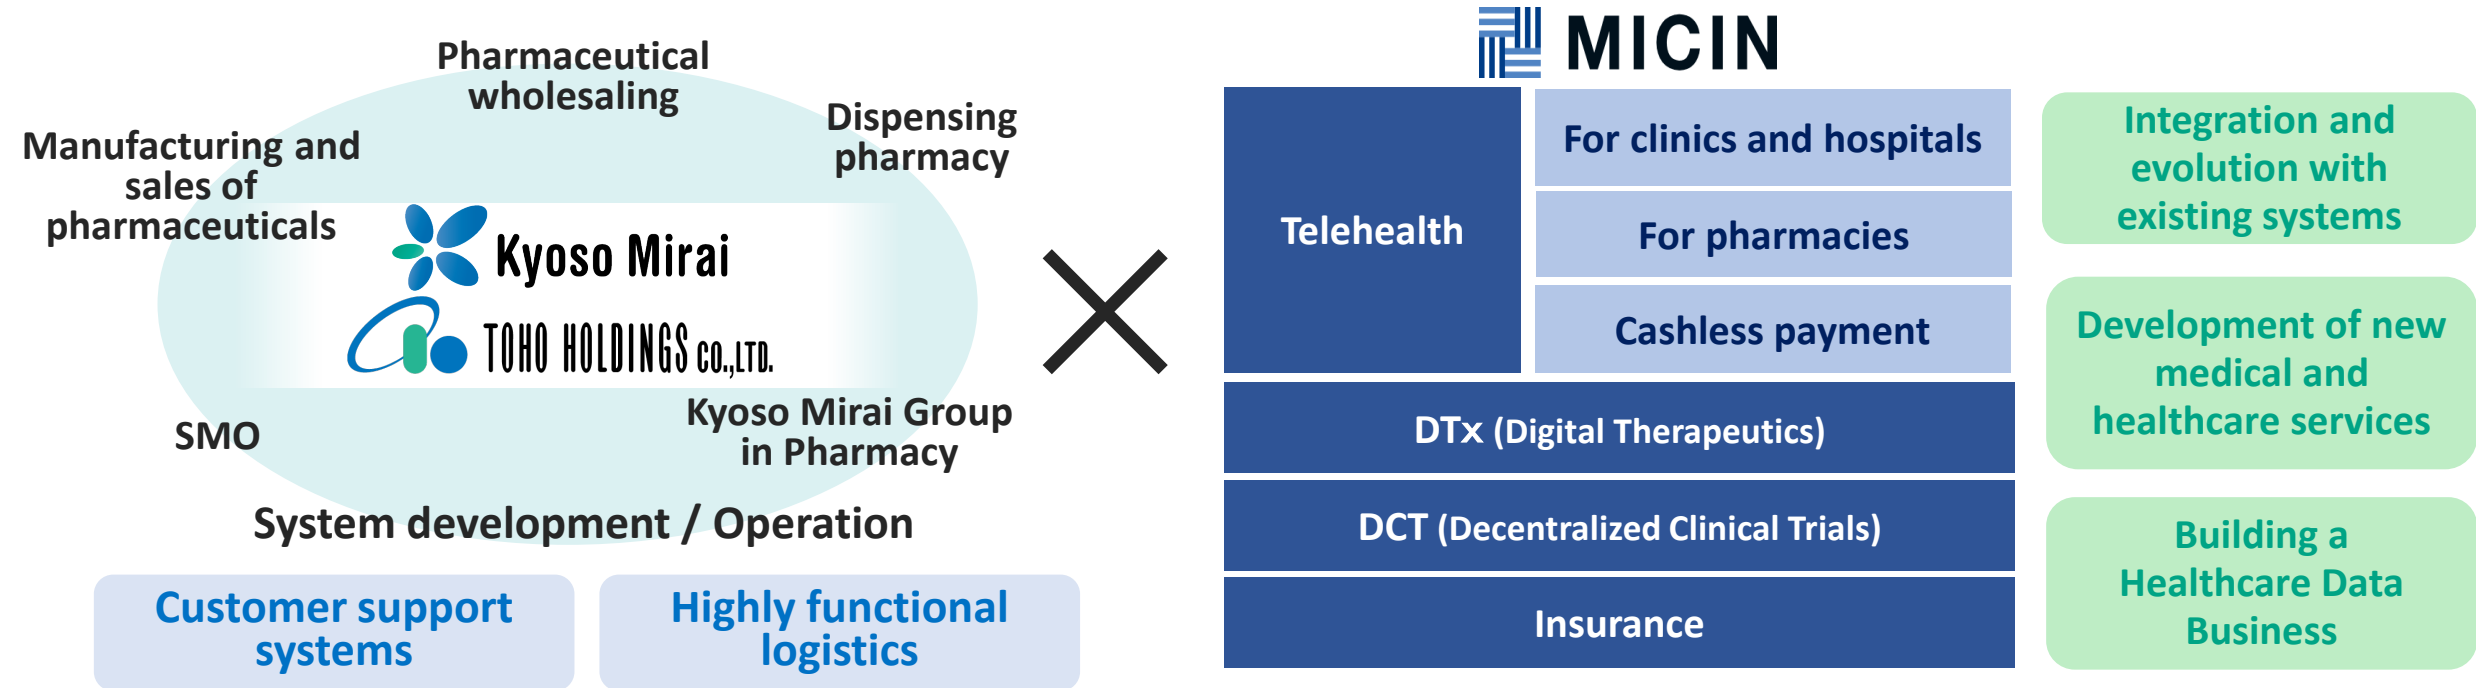 Pharmaceutical
wholesaling
Dispensing
pharmacy
Manufacturing and
sales of
pharmaceuticals
Kyoso Mirai
TOHO HOLDINGS CO.,LTD.
SMO
Kyoso Mirai Group
in Pharmacy
System development / Operation
Customer support
systems
Highly functional
logistics
MICIN
Telehealth
For clinics and hospitals
For pharmacies
Cashless payment
DTx (Digital Therapeutics)
DCT (Decentralized Clinical Trials)
Insurance
Integration and
evolution with
existing systems
Development of new
medical and
healthcare services
Building a
Healthcare Data
Business